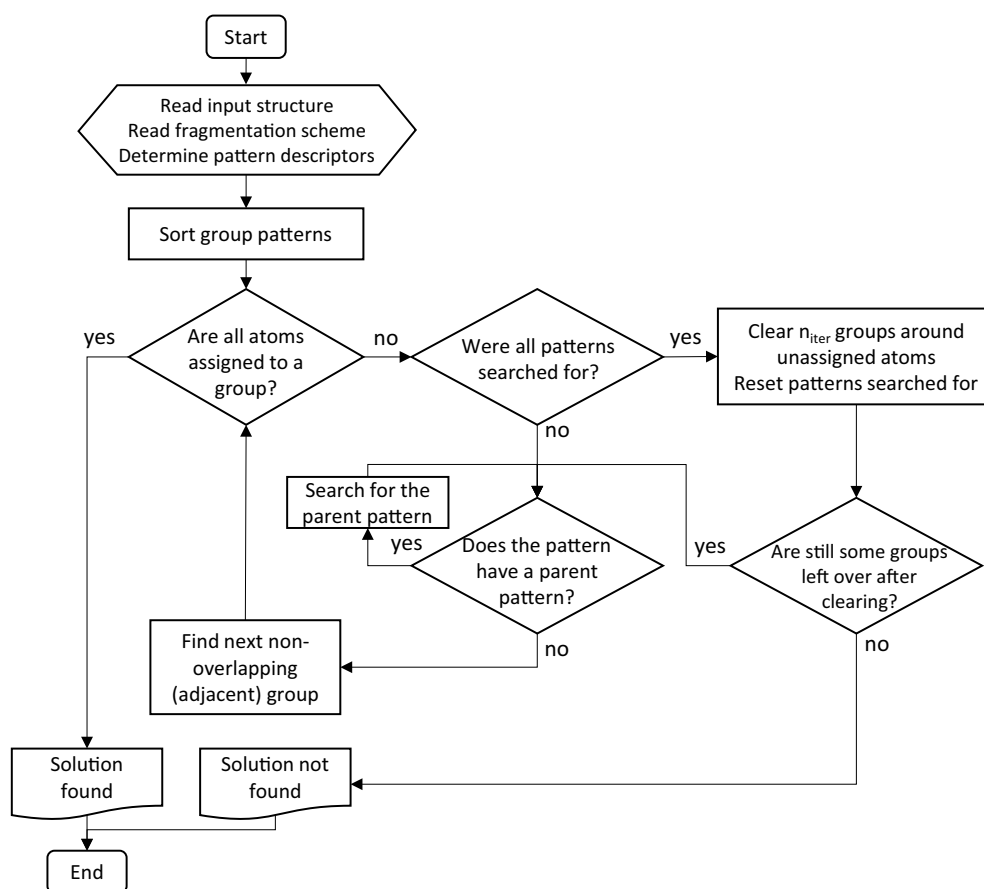 Start
Read input structure
Read fragmentation scheme
Determine pattern descriptors
Sort group patterns
yes
Are all atoms
assigned to a
group?
no
Were all patterns
searched for?
yes
Clear n_iter groups around
unassigned atoms
Reset patterns searched for
no
Search for the
parent pattern
yes
Does the pattern
have a parent
pattern?
yes
Are still some groups
left over after
clearing?
Find next non-
overlapping
(adjacent) group
no
no
Solution
found
Solution not
found
End